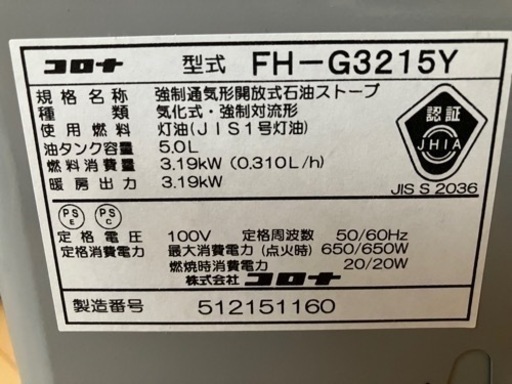 コロナ 型式 FH-G3215Y
規格名称 強制通気形開放式石油ストーブ
種類 気化式・強制対流形
使用燃料 灯油(JIS1号灯油)
油タンク容量 5.0L
燃料消費量 3.19kW (0.310L/h)
暖房出力 3.19kW
認証
JHIA
JIS S 2036
PS E PS C
定格電圧 100V 定格周波数 50/60Hz
定格消費電力 最大消費電力(点火時) 650/650W
燃焼時消費電力 20/20W
株式会社 コロナ
製造番号 512151160